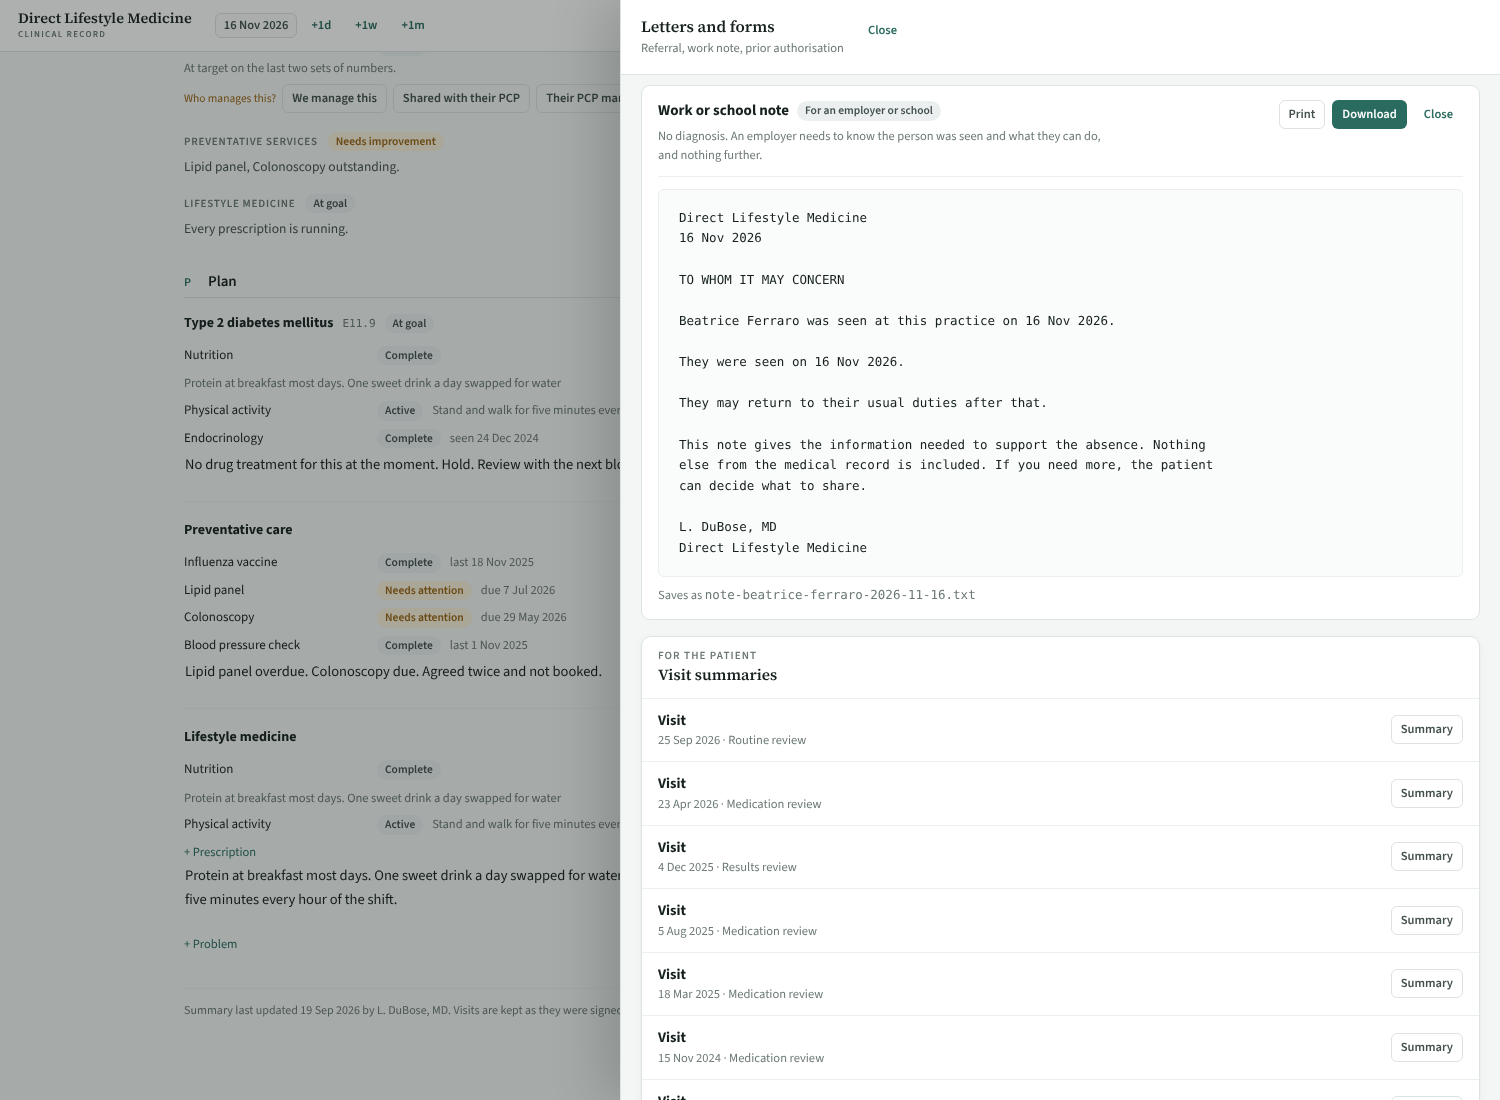 Direct Lifestyle Medicine
CLINICAL RECORD
16 Nov 2026
+1d
+1w
+1m
At target on the last two sets of numbers.
Who manages this?
We manage this
Shared with their PCP
Their PCP
PREVENTATIVE SERVICES
Needs improvement
Lipid panel, Colonoscopy outstanding.
LIFESTYLE MEDICINE
At goal
Every prescription is running.
P Plan
Type 2 diabetes mellitus E11.9 At goal
Nutrition Complete
Protein at breakfast most days. One sweet drink a day swapped for water
Physical activity Active Stand and walk for five minutes
Endocrinology Complete seen 24 Dec 2024
No drug treatment for this at the moment. Hold. Review with the next
Preventative care
Influenza vaccine Complete last 18 Nov 2025
Lipid panel Needs attention due 7 Jul 2026
Colonoscopy Needs attention due 29 May 2026
Blood pressure check Complete last 1 Nov 2025
Lipid panel overdue. Colonoscopy due. Agreed twice and not booked.
Lifestyle medicine
Nutrition Complete
Protein at breakfast most days. One sweet drink a day swapped for water
Physical activity Active Stand and walk for five minutes
+ Prescription
Protein at breakfast most days. One sweet drink a day swapped for water
five minutes every hour of the shift.
+ Problem
Summary last updated 19 Sep 2026 by L. DuBose, MD. Visits are kept as they were signed
Letters and forms
Referral, work note, prior authorisation
Close
Work or school note
For an employer or school
No diagnosis. An employer needs to know the person was seen and what they can do,
and nothing further.
Print
Download
Close
Direct Lifestyle Medicine
16 Nov 2026
TO WHOM IT MAY CONCERN
Beatrice Ferraro was seen at this practice on 16 Nov 2026.
They were seen on 16 Nov 2026.
They may return to their usual duties after that.
This note gives the information needed to support the absence. Nothing
else from the medical record is included. If you need more, the patient
can decide what to share.
L. DuBose, MD
Direct Lifestyle Medicine
Saves as note-beatrice-ferraro-2026-11-16.txt
FOR THE PATIENT
Visit summaries
Visit
25 Sep 2026 · Routine review
Summary
Visit
23 Apr 2026 · Medication review
Summary
Visit
4 Dec 2025 · Results review
Summary
Visit
5 Aug 2025 · Medication review
Summary
Visit
18 Mar 2025 · Medication review
Summary
Visit
15 Nov 2024 · Medication review
Summary